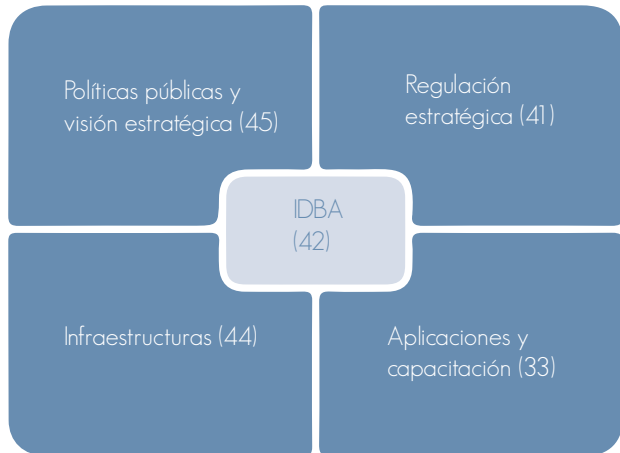 Políticas públicas y
visión estratégica (45)
Regulación
estratégica (41)
IDBA
(42)
Infraestructuras (44)
Aplicaciones y
capacitación (33)